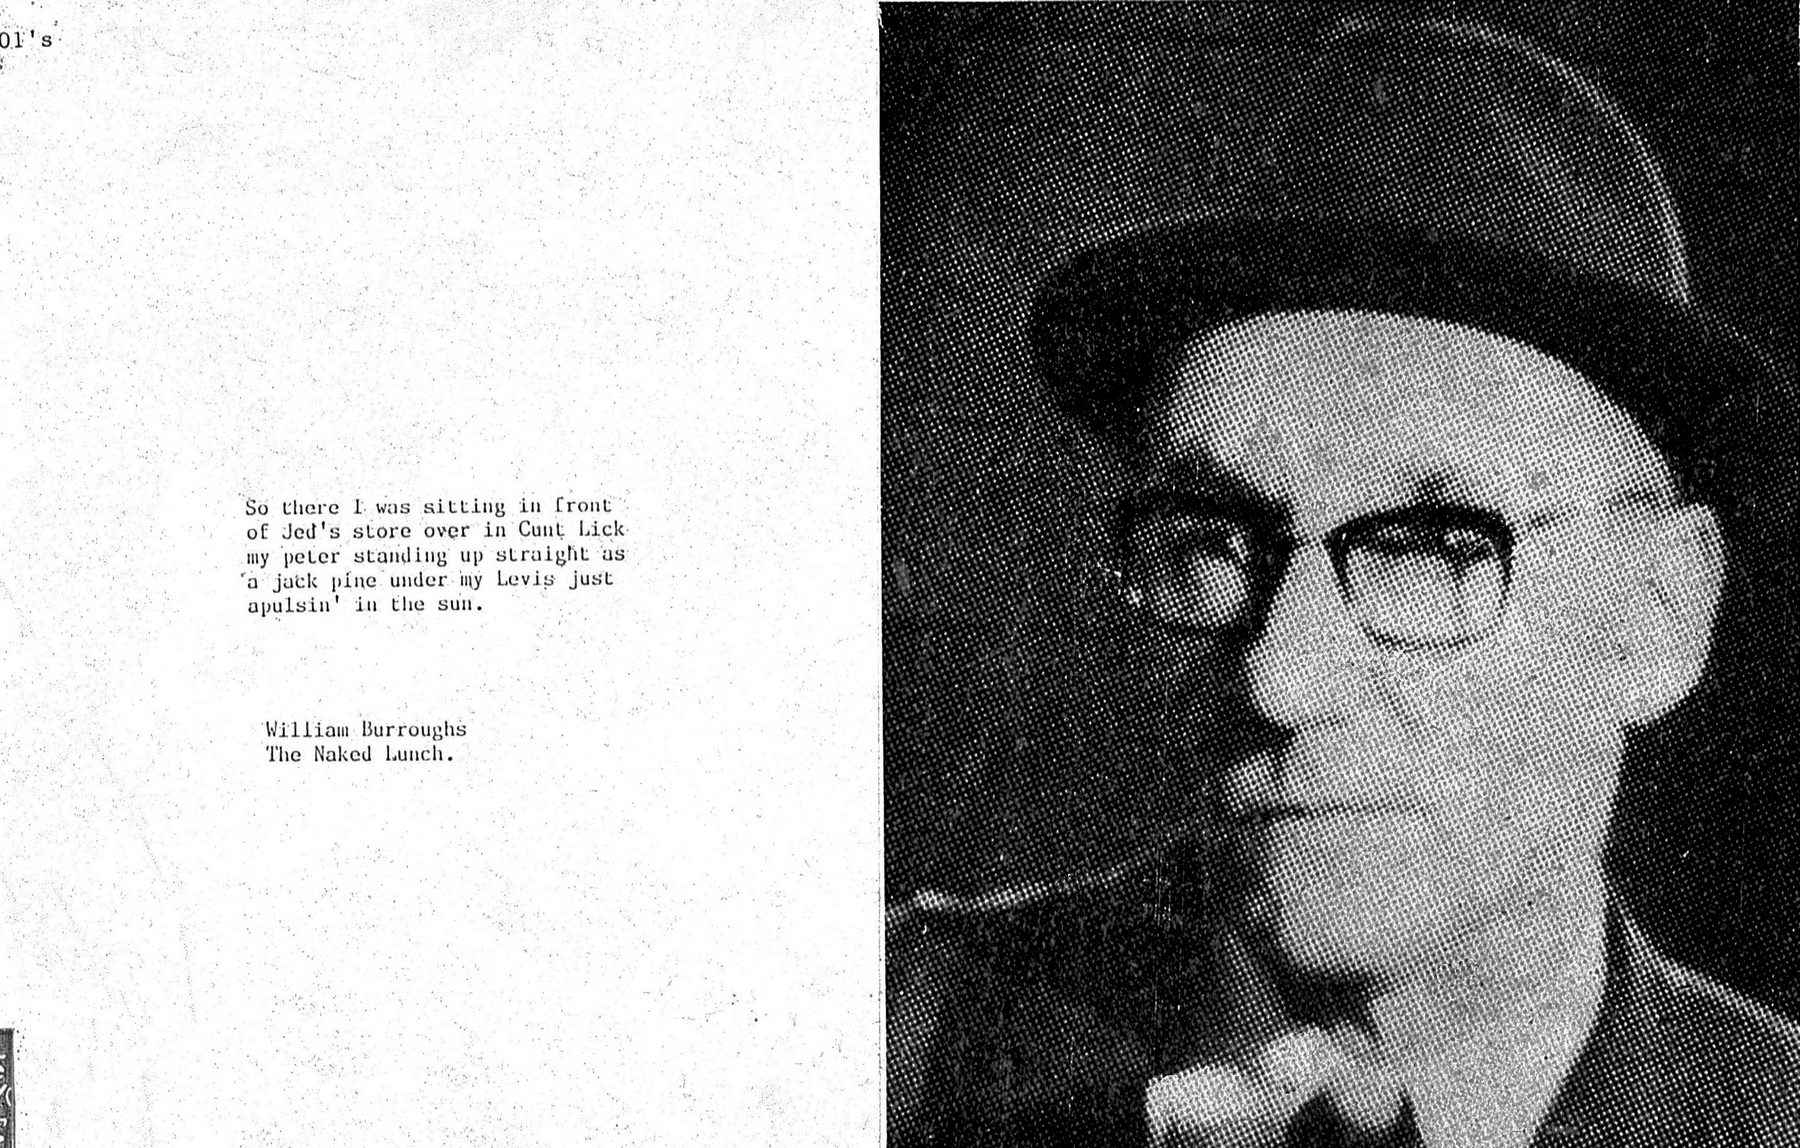 01's
So there I was sitting in front
of Jed's store over in Cunt Lick
my peter standing up straight as
a jack pine under my Levis just
apulsin' in the sun.
William Burroughs
The Naked Lunch.